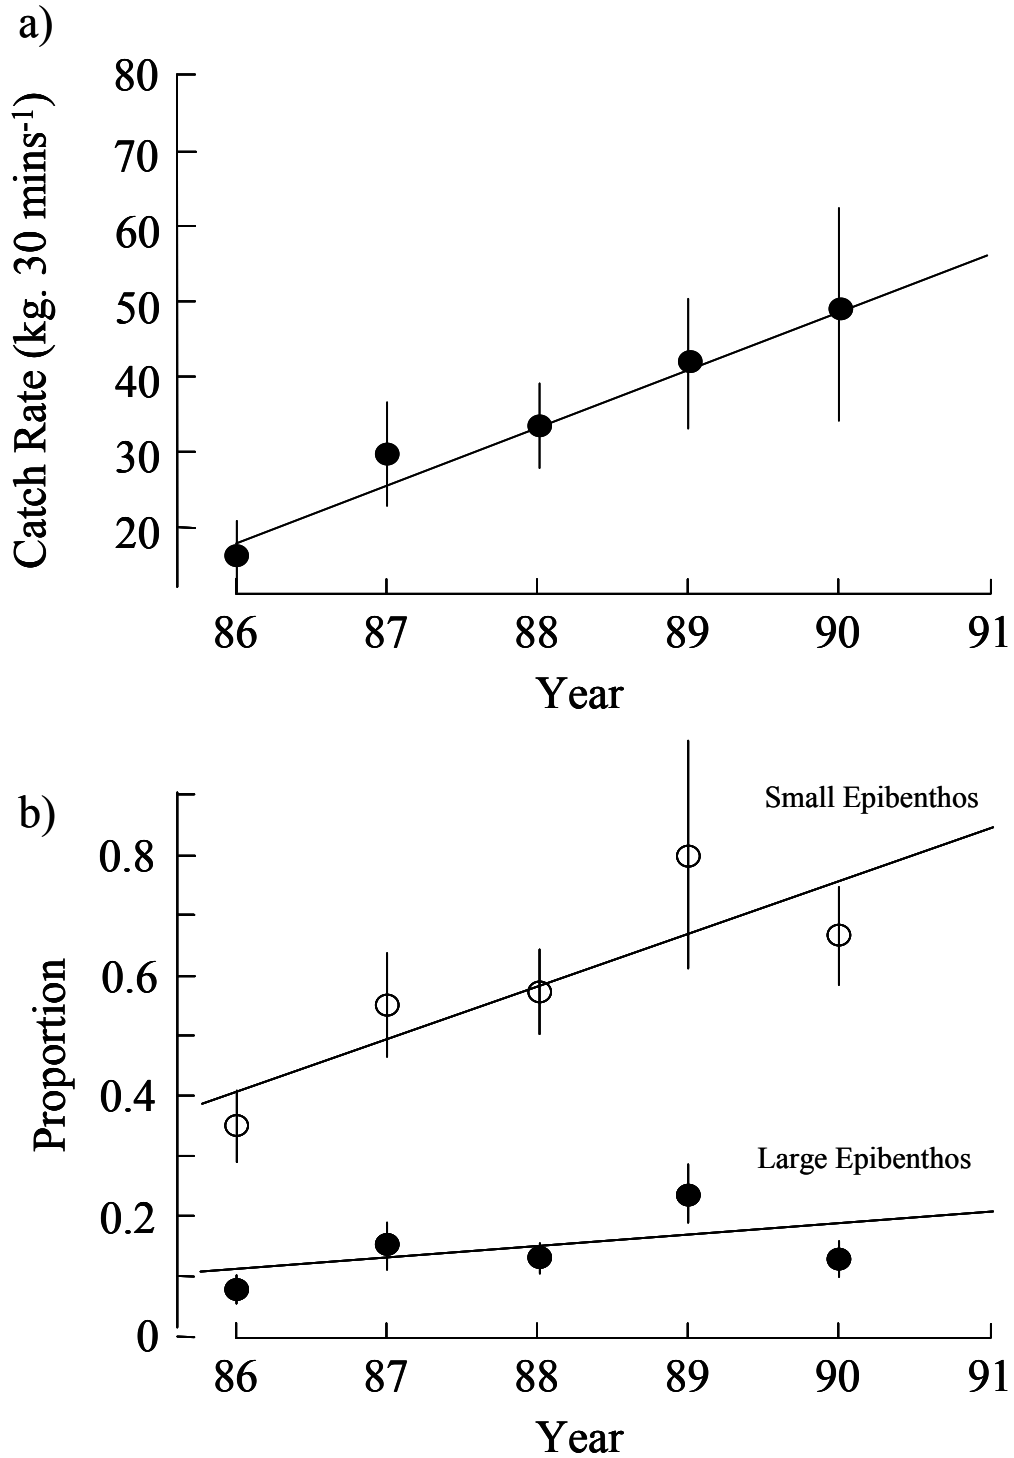 a)
Catch Rate (kg. 30 mins-1)
80
70
60
50
40
30
20
86 87 88 89 90 91
Year
b)
Small Epibenthos
Proportion
0.8
0.6
0.4
Large Epibenthos
0.2
0
86 87 88 89 90 91
Year